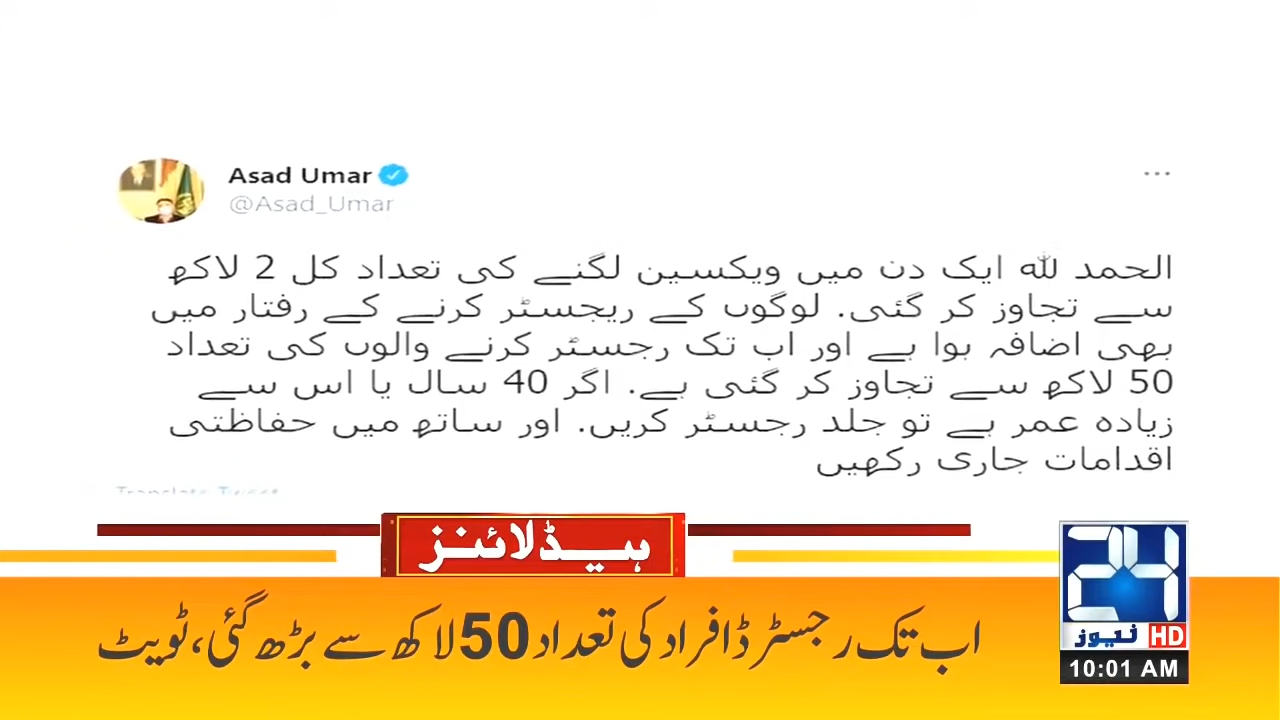 Asad Umar
@Asad_Umar
الحمد للہ ایک دن میں ویکسین لگنے کی تعداد کل 2 لاکھ
سے تجاوز کر گئی. لوگوں کے ریجسٹر کرنے کے رفتار میں
بھی اضافہ ہوا ہے اور اب تک رجسٹر کرنے والوں کی تعداد
50 لاکھ سے تجاوز کر گئی ہے. اگر 40 سال یا اس سے
زیادہ عمر ہے تو جلد رجسٹر کریں. اور ساتھ میں حفاظتی
اقدامات جاری رکھیں
Translate Tweet
ہیڈلائنز
اب تک رجسٹرڈ افراد کی تعداد 50 لاکھ سے بڑھ گئی، ٹویٹ
24
نیوز HD
10:01 AM